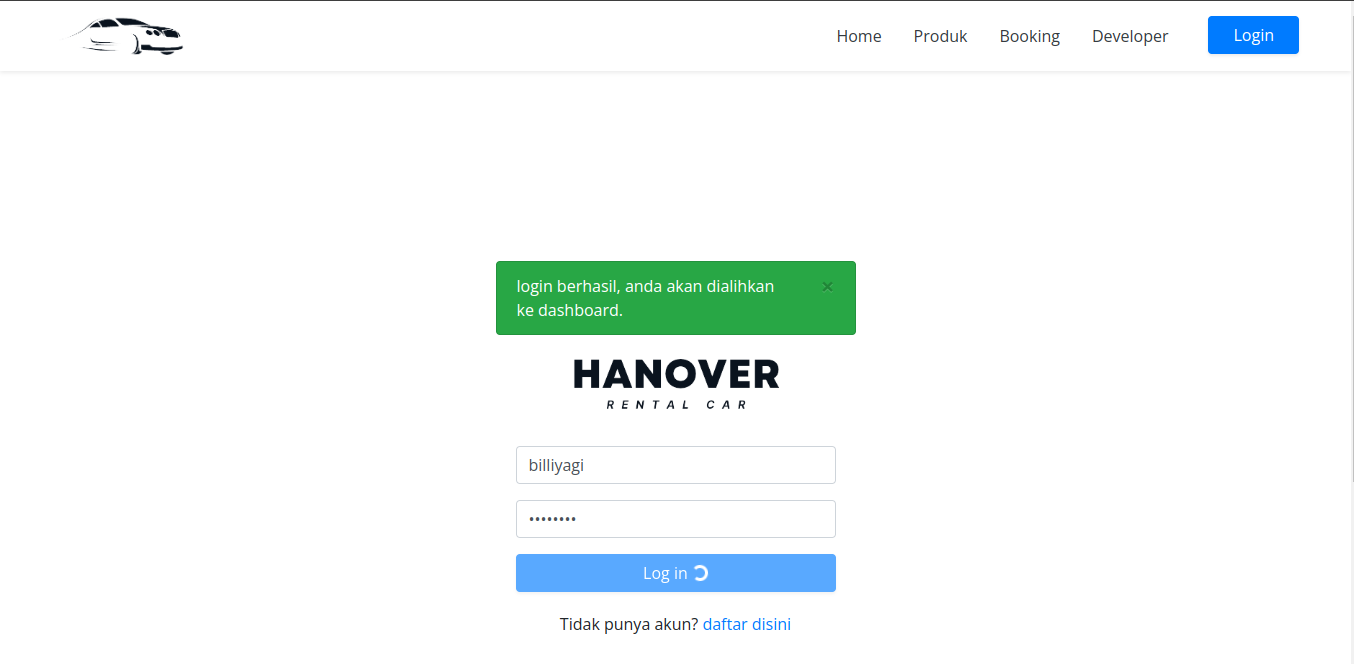 Home Produk Booking Developer Login
login berhasil, anda akan dialihkan ×
ke dashboard.
HANOVER
RENTAL CAR
billiyagi
••••••••
Log in
Tidak punya akun? daftar disini